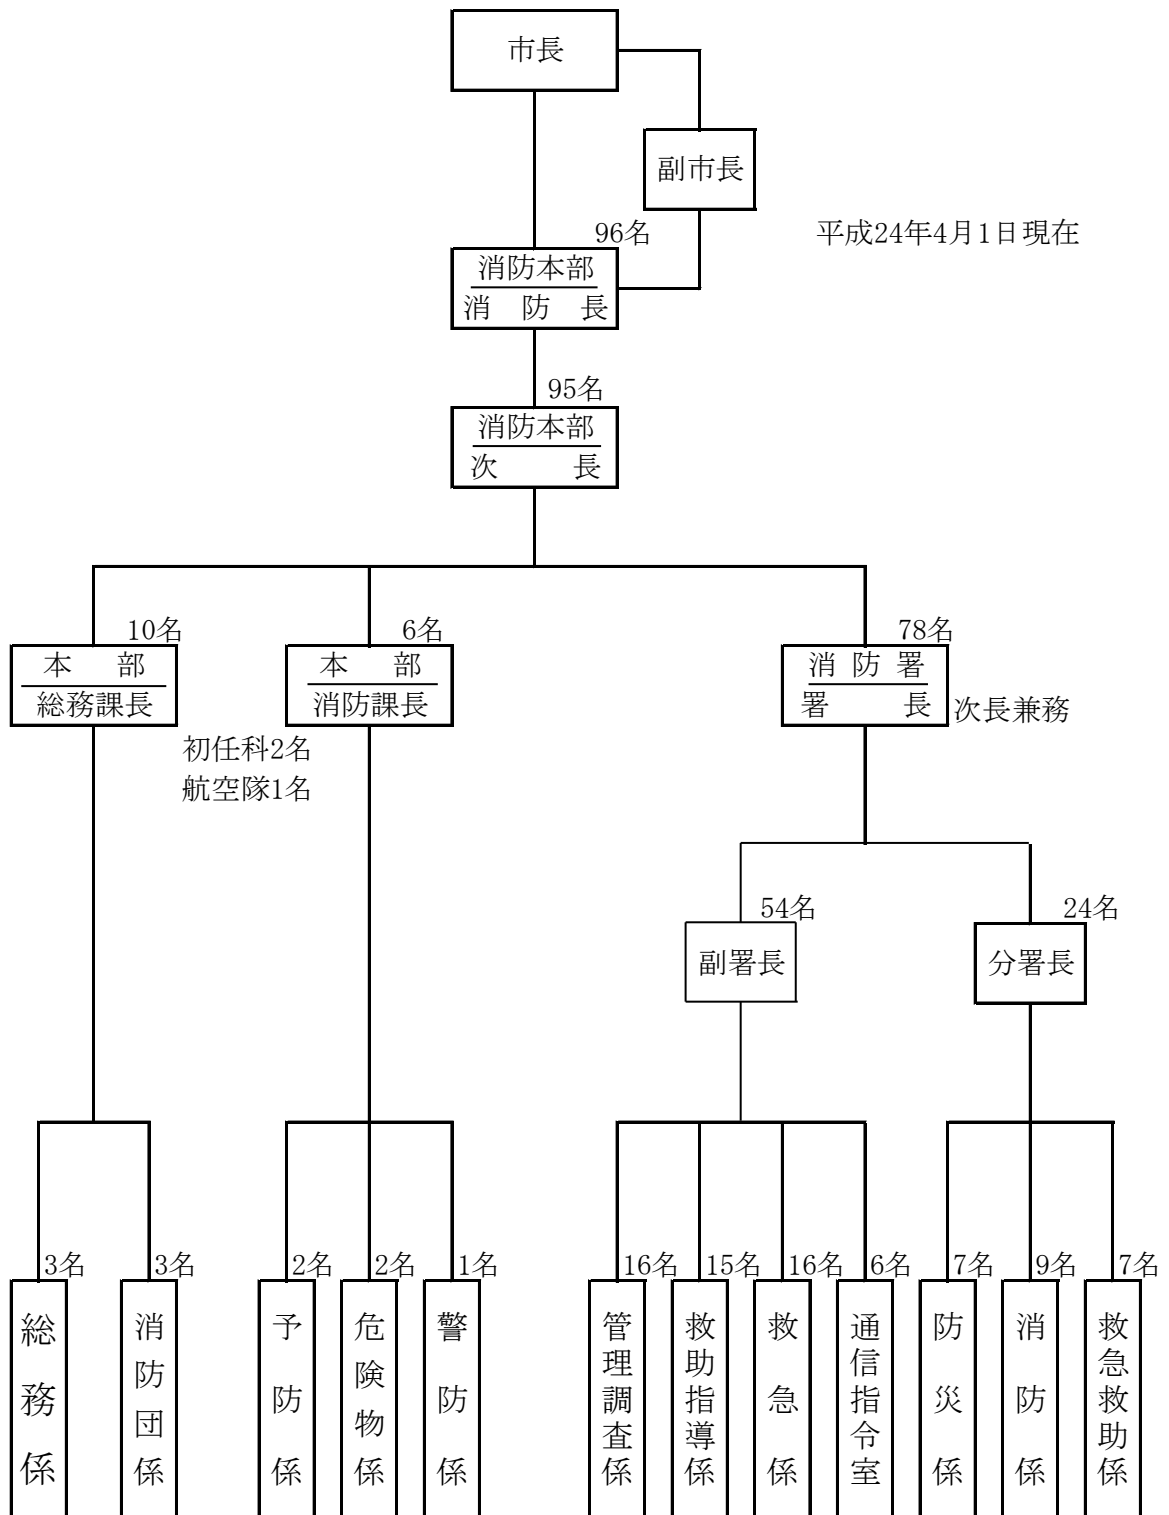 市長
副市長
96名
平成24年4月1日現在
消防本部
消防長
95名
消防本部
次長
10名
6名
78名
本部
総務課長
本部
消防課長
消防署
署長
次長兼務
初任科2名
航空隊1名
54名
24名
副署長
分署長
3名
3名
2名
2名
1名
16名
15名
16名
6名
7名
9名
7名
総務係
消防団係
予防係
危険物係
警防係
管理調査係
救助指導係
救急係
通信指令室
防災係
消防係
救急救助係